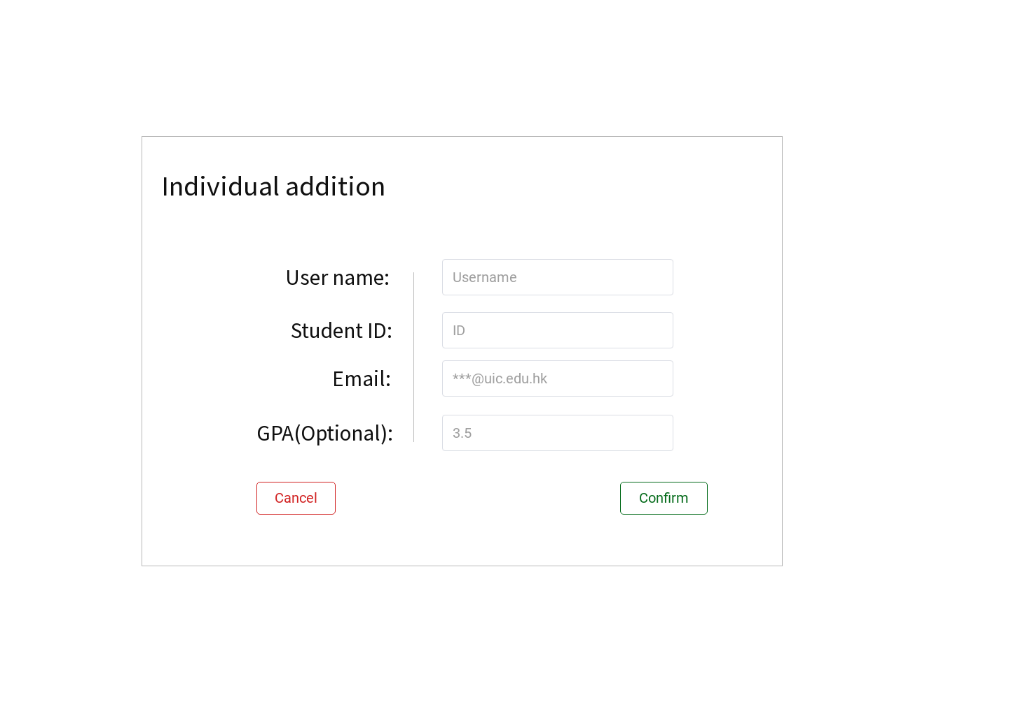 Individual addition
User name:
Username
Student ID:
ID
Email:
***@uic.edu.hk
GPA(Optional):
3.5
Cancel
Confirm